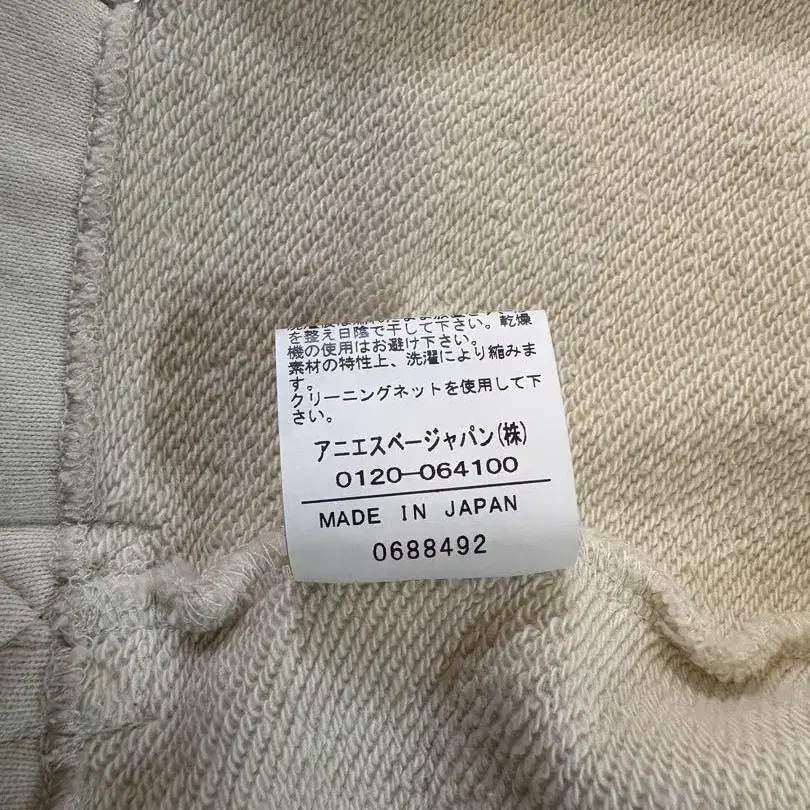 を整え日陰で干して下さい。乾燥
機の使用はお避け下さい。
素材の特性上、洗濯により縮みま
す。
クリーニングネットを使用して下
さい。
アニエスベージャパン(株)
0120-064100
MADE IN JAPAN
0688492